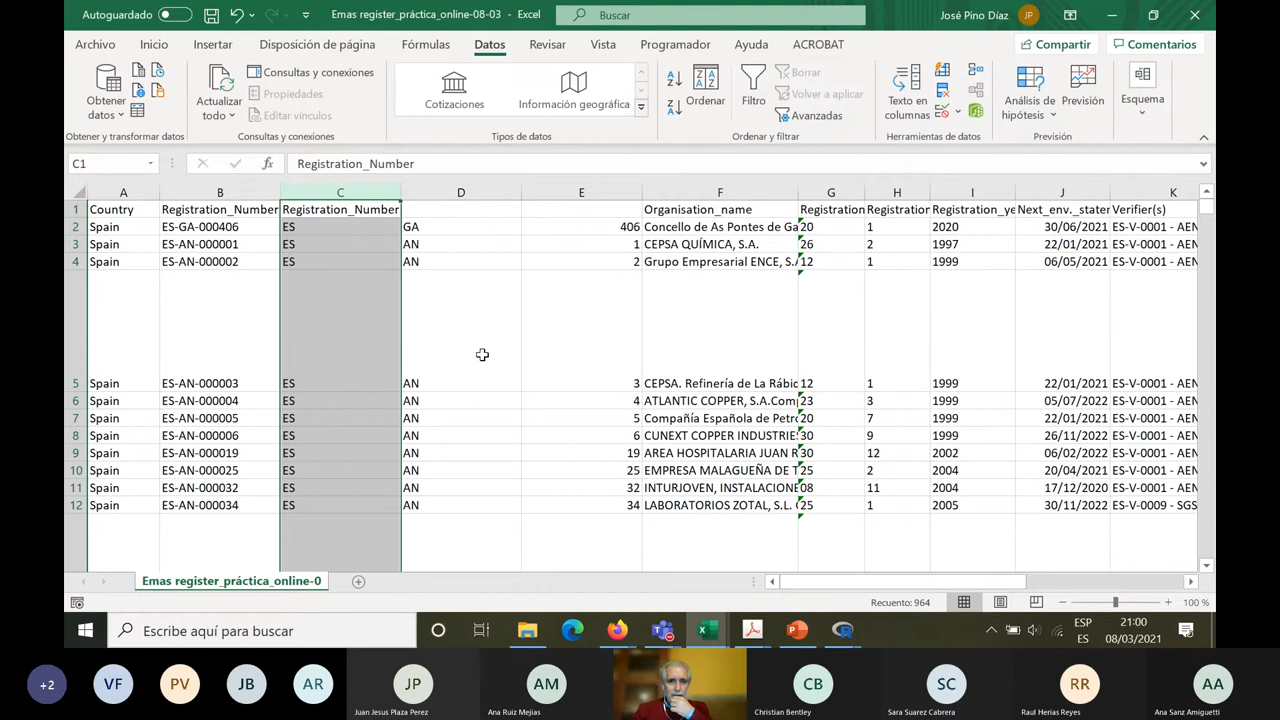 Autoguardado
Emas register_práctica_online-08-03 - Excel
Buscar
José Pino Díaz
JP
Archivo Inicio Insertar Disposición de página Fórmulas Datos Revisar Vista Programador Ayuda ACROBAT
Compartir
Comentarios
Obtener datos
Actualizar todo
Consultas y conexiones
Propiedades
Editar vínculos
Cotizaciones
Información geográfica
Ordenar
Filtro
Borrar
Volver a aplicar
Avanzadas
Texto en columnas
Análisis de hipótesis
Previsión
Esquema
Obtener y transformar datos
Consultas y conexiones
Tipos de datos
Ordenar y filtrar
Herramientas de datos
Previsión
C1
fx
Registration_Number
A B C D E F G H I J K
1 Country Registration_Number Registration_Number Organisation_name Registration Registration Registration_ye Next_env._stater Verifier(s)
2 Spain ES-GA-000406 ES GA 406 Concello de As Pontes de Ga 20 1 2020 30/06/2021 ES-V-0001 - AEN
3 Spain ES-AN-000001 ES AN 1 CEPSA QUÍMICA, S.A. 26 2 1997 22/01/2021 ES-V-0001 - AEN
4 Spain ES-AN-000002 ES AN 2 Grupo Empresarial ENCE, S.A 12 1 1999 06/05/2021 ES-V-0001 - AEN
5 Spain ES-AN-000003 ES AN 3 CEPSA. Refinería de La Rábid 12 1 1999 22/01/2021 ES-V-0001 - AEN
6 Spain ES-AN-000004 ES AN 4 ATLANTIC COPPER, S.A.Comp 23 3 1999 05/07/2022 ES-V-0001 - AEN
7 Spain ES-AN-000005 ES AN 5 Compañía Española de Petro 20 7 1999 22/01/2021 ES-V-0001 - AEN
8 Spain ES-AN-000006 ES AN 6 CUNEXT COPPER INDUSTRIE 30 9 1999 26/11/2022 ES-V-0001 - AEN
9 Spain ES-AN-000019 ES AN 19 AREA HOSPITALARIA JUAN R 30 12 2002 06/02/2022 ES-V-0001 - AEN
10 Spain ES-AN-000025 ES AN 25 EMPRESA MALAGUEÑA DE T 25 2 2004 20/04/2021 ES-V-0001 - AEN
11 Spain ES-AN-000032 ES AN 32 INTURJOVEN, INSTALACIONE 08 11 2004 17/12/2020 ES-V-0001 - AEN
12 Spain ES-AN-000034 ES AN 34 LABORATORIOS ZOTAL, S.L. 25 1 2005 30/11/2022 ES-V-0009 - SGS
Emas register_práctica_online-0
Recuento: 964
100 %
Escribe aquí para buscar
ESP
ES
21:00
08/03/2021
+2 VF PV JB AR JP AM CB SC RR AA
Juan Jesus Plaza Perez
Ana Ruiz Mejias
Christian Bentley
Sara Suarez Cabrera
Raul Herias Reyes
Ana Sanz Amiguetti